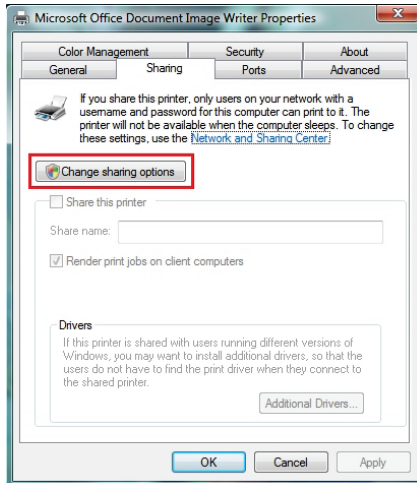 Microsoft Office Document Image Writer Properties
Color Management Security About
General Sharing Ports Advanced
If you share this printer, only users on your network with a
username and password for this computer can print to it. The
printer will not be available when the computer sleeps. To change
these settings, use the Network and Sharing Center.
Change sharing options
Share this printer
Share name:
Render print jobs on client computers
Drivers
If this printer is shared with users running different versions of
Windows, you may want to install additional drivers, so that the
users do not have to find the print driver when they connect to
the shared printer.
Additional Drivers...
OK Cancel Apply